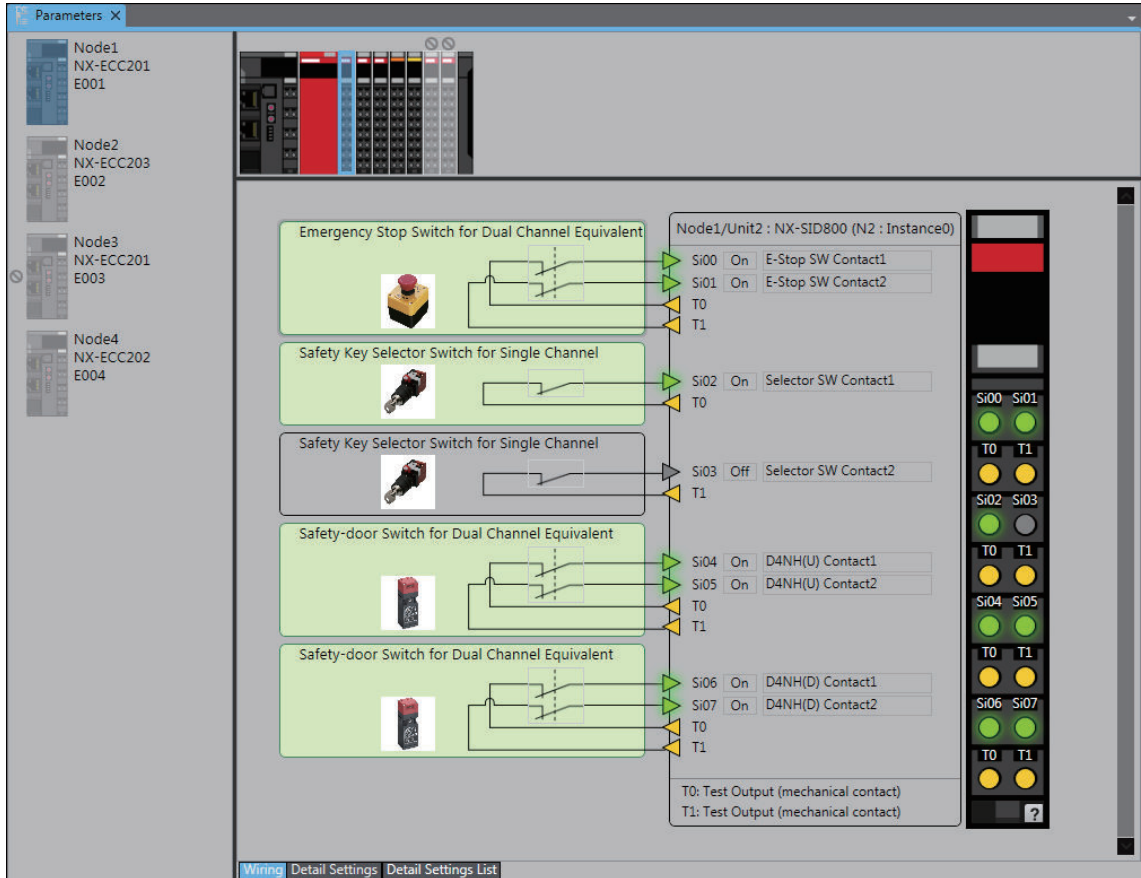 Parameters X
Node1
NX-ECC201
E001
Node2
NX-ECC203
E002
Node3
NX-ECC201
E003
Node4
NX-ECC202
E004
Emergency Stop Switch for Dual Channel Equivalent
Safety Key Selector Switch for Single Channel
Safety Key Selector Switch for Single Channel
Safety-door Switch for Dual Channel Equivalent
Safety-door Switch for Dual Channel Equivalent
Node1/Unit2 : NX-SID800 (N2 : Instance0)
Si00 On E-Stop SW Contact1
Si01 On E-Stop SW Contact2
T0
T1
Si02 On Selector SW Contact1
T0
Si03 Off Selector SW Contact2
T1
Si04 On D4NH(U) Contact1
Si05 On D4NH(U) Contact2
T0
T1
Si06 On D4NH(D) Contact1
Si07 On D4NH(D) Contact2
T0
T1
T0: Test Output (mechanical contact)
T1: Test Output (mechanical contact)
Si00 Si01
T0 T1
Si02 Si03
T0 T1
Si04 Si05
T0 T1
Si06 Si07
T0 T1
?
Wiring Detail Settings Detail Settings List